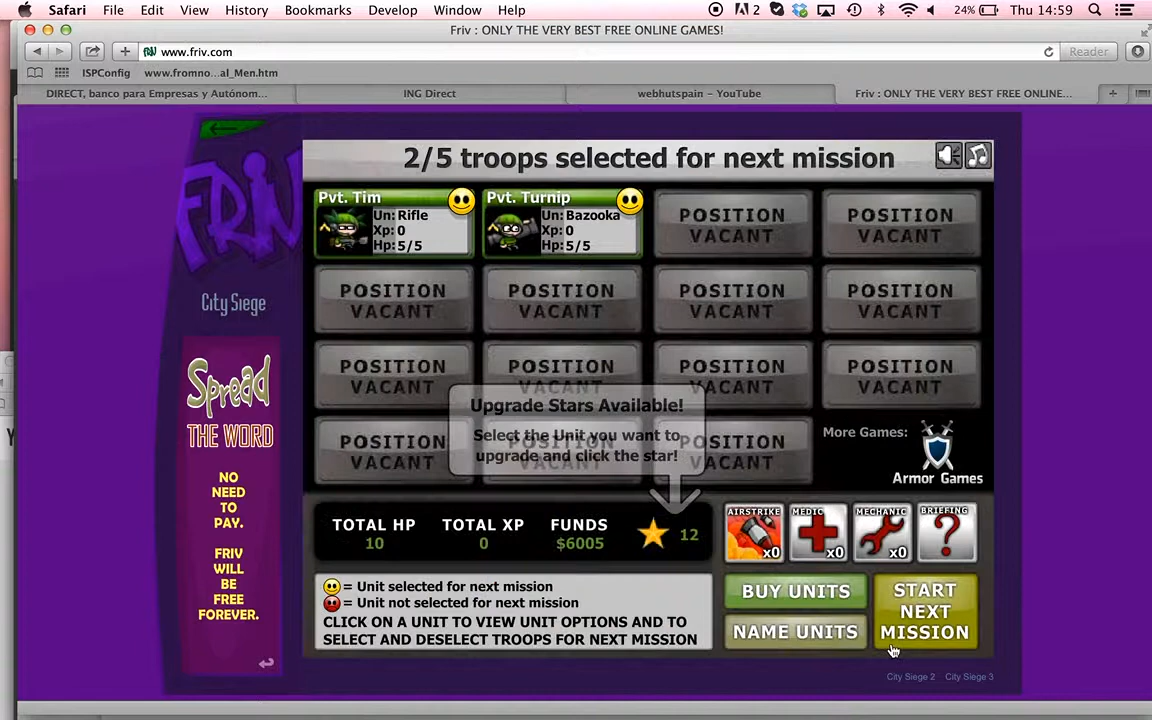 Safari File Edit View History Bookmarks Develop Window Help 2 24% Thu 14:59
Friv : ONLY THE VERY BEST FREE ONLINE GAMES!
www.friv.com Reader
ISPConfig www.fromno...al_Men.htm
DIRECT, banco para Empresas y Autónom... ING Direct webhutspain – YouTube Friv : ONLY THE VERY BEST FREE ONLINE...
FRIV
City Siege
Spread
THE WORD
NO
NEED
TO
PAY.
FRIV
WILL
BE
FREE
FOREVER.
2/5 troops selected for next mission
Pvt. Tim
Un: Rifle
Xp: 0
Hp: 5/5
Pvt. Turnip
Un: Bazooka
Xp: 0
Hp: 5/5
POSITION VACANT
POSITION VACANT
POSITION VACANT
POSITION VACANT
POSITION VACANT
POSITION VACANT
POSITION VACANT
POSITION VACANT
POSITION VACANT
POSITION VACANT
POSITION VACANT
POSITION VACANT
POSITION VACANT
Upgrade Stars Available!
Select the Unit you want to
upgrade and click the star!
More Games:
Armor Games
TOTAL HP TOTAL XP FUNDS
10 0 $6005 12
AIRSTRIKE x0
MEDIC x0
MECHANIC x0
BRIEFING ?
= Unit selected for next mission
= Unit not selected for next mission
CLICK ON A UNIT TO VIEW UNIT OPTIONS AND TO
SELECT AND DESELECT TROOPS FOR NEXT MISSION
BUY UNITS
NAME UNITS
START
NEXT
MISSION
City Siege 2 City Siege 3